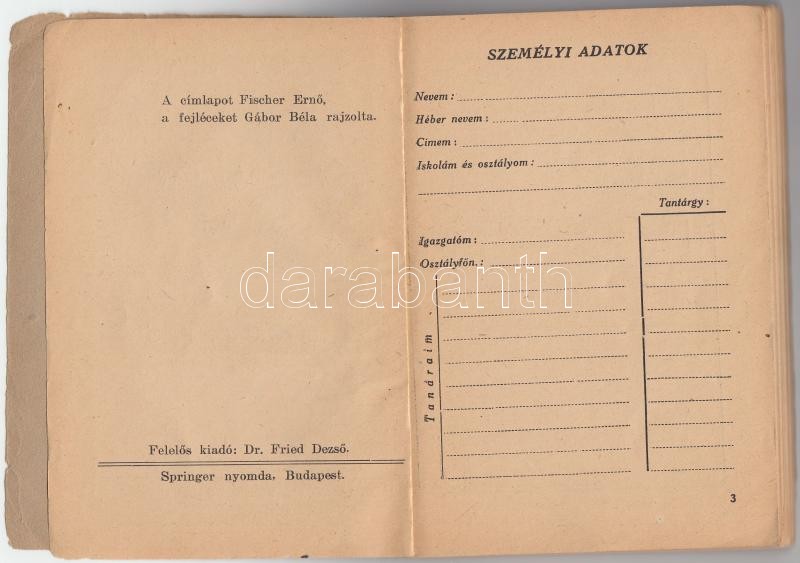 A címlapot Fischer Ernő,
a fejléceket Gábor Béla rajzolta.
Felelős kiadó: Dr. Fried Dezső.
Springer nyomda, Budapest.
SZEMÉLYI ADATOK
Nevem:
Héber nevem:
Címem:
Iskolám és osztályom:
Tantárgy:
Igazgatóm:
Osztályfőn.:
Tanáraim
3
darabanth